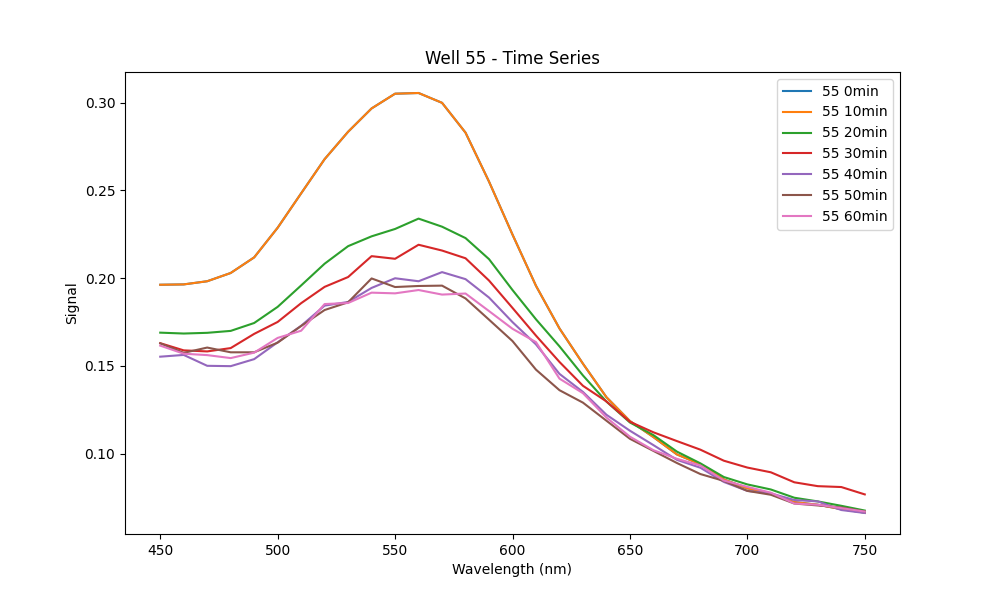 Well 55 - Time Series
55 0min
55 10min
55 20min
55 30min
55 40min
55 50min
55 60min
Signal
0.30
0.25
0.20
0.15
0.10
450 500 550 600 650 700 750
Wavelength (nm)